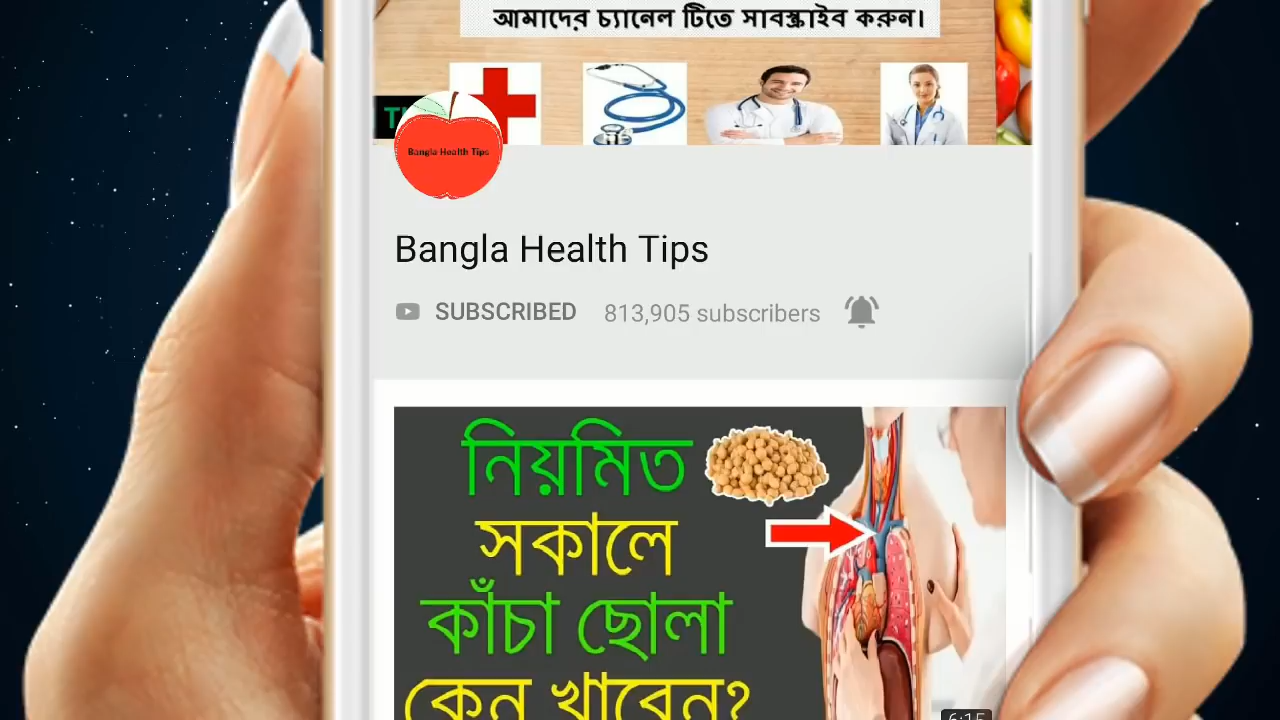 আমাদের চ্যানেল টিতে সাবস্ক্রাইব করুন।
Bangla Health Tips
Bangla Health Tips
SUBSCRIBED 813,905 subscribers
নিয়মিত
সকালে
কাঁচা ছোলা
কেন খাবেন?
6:15